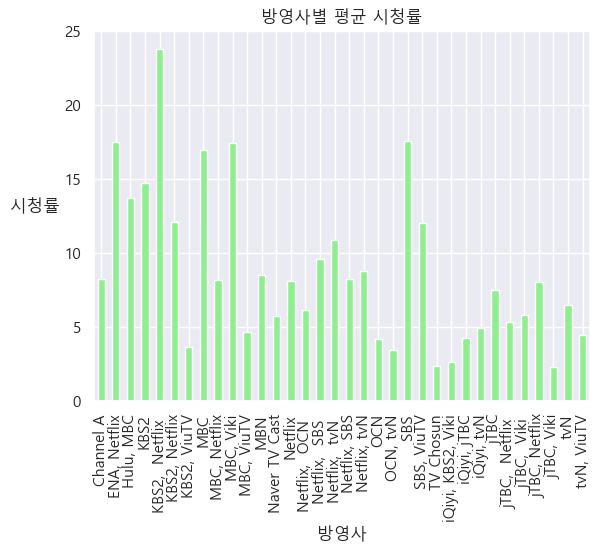 방영사별 평균 시청률
25
20
15
10
5
0
시청률
Channel A
ENA, Netflix
Hulu, MBC
KBS2
KBS2,  Netflix
KBS2, Netflix
KBS2, ViuTV
MBC
MBC, Netflix
MBC, Viki
MBC, ViuTV
MBN
Naver TV Cast
Netflix
Netflix,  OCN
Netflix,  SBS
Netflix,  tvN
Netflix, SBS
Netflix, tvN
OCN
OCN, tvN
SBS
SBS, ViuTV
TV Chosun
iQiyi, KBS2, Viki
iQiyi, jTBC
iQiyi, tvN
jTBC
jTBC,  Netflix
jTBC,  Viki
jTBC, Netflix
jTBC, Viki
tvN
tvN, ViuTV
방영사